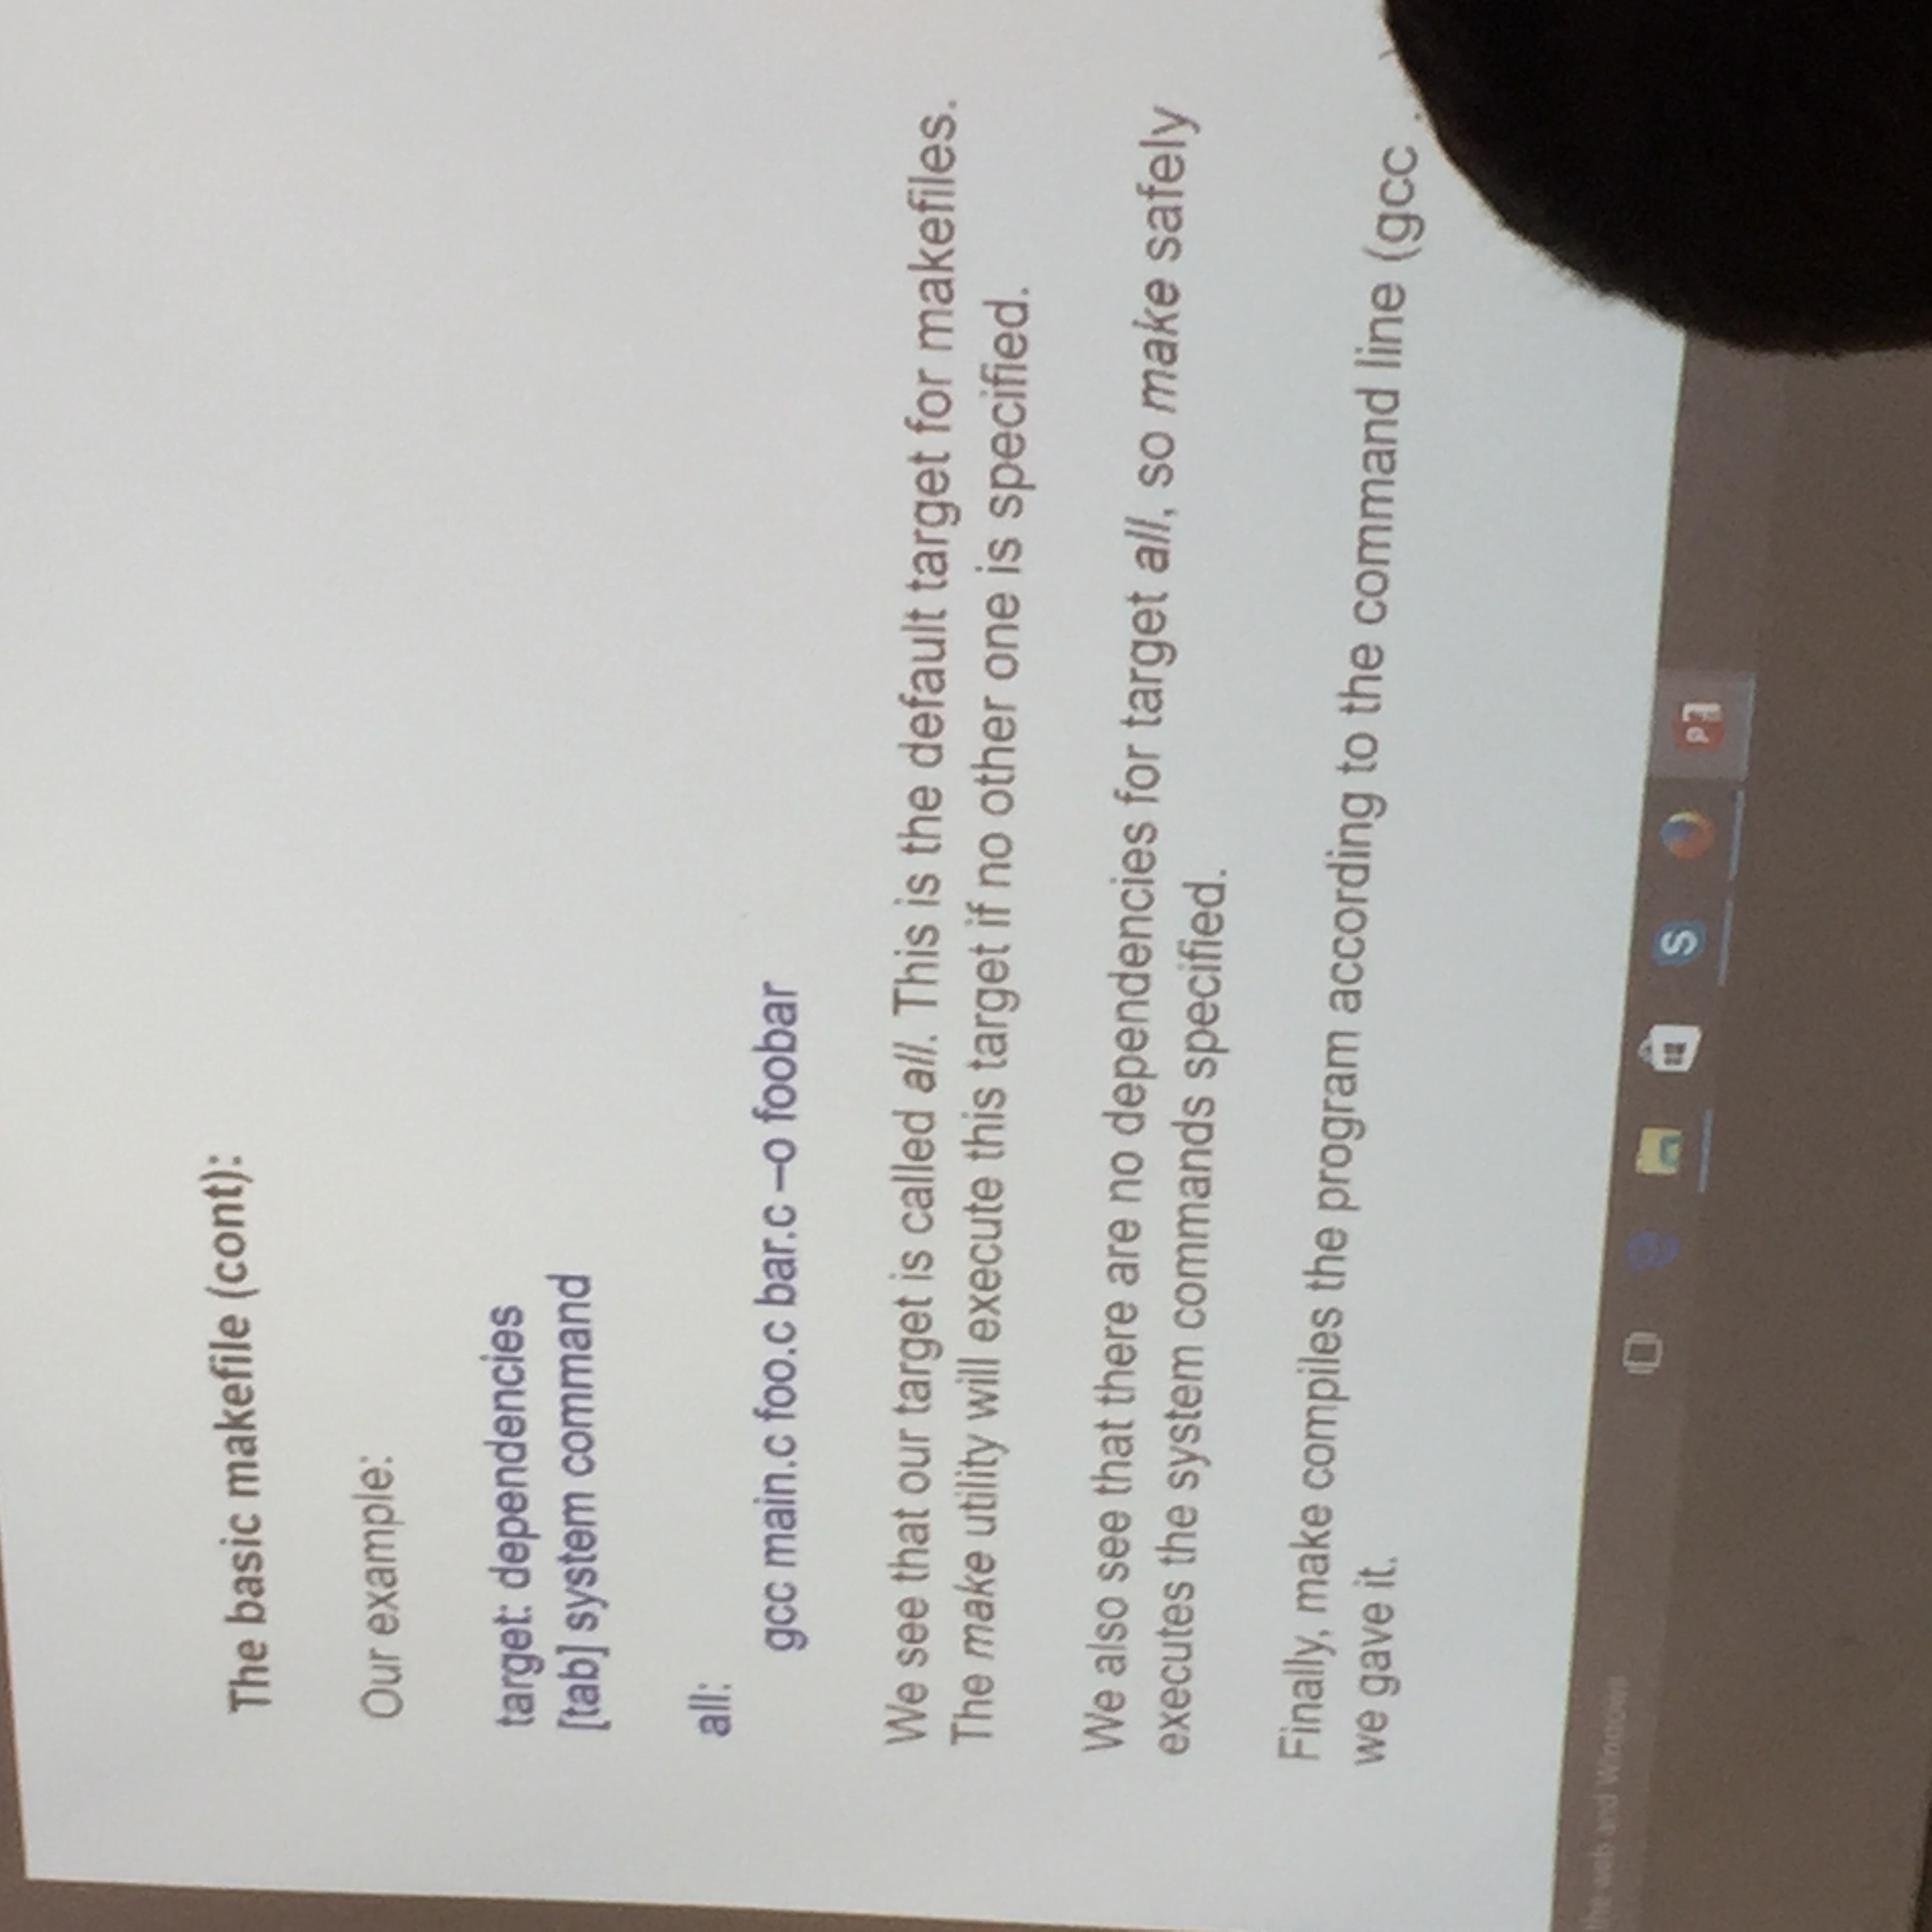 The basic makefile (cont):
Our example:
target: dependencies
[tab] system command
all:
gcc main.c foo.c bar.c –o foobar
We see that our target is called all. This is the default target for makefiles.
The make utility will execute this target if no other one is specified.
We also see that there are no dependencies for target all, so make safely
executes the system commands specified.
Finally, make compiles the program according to the command line (gcc
we gave it.
the web and Windows
S
P